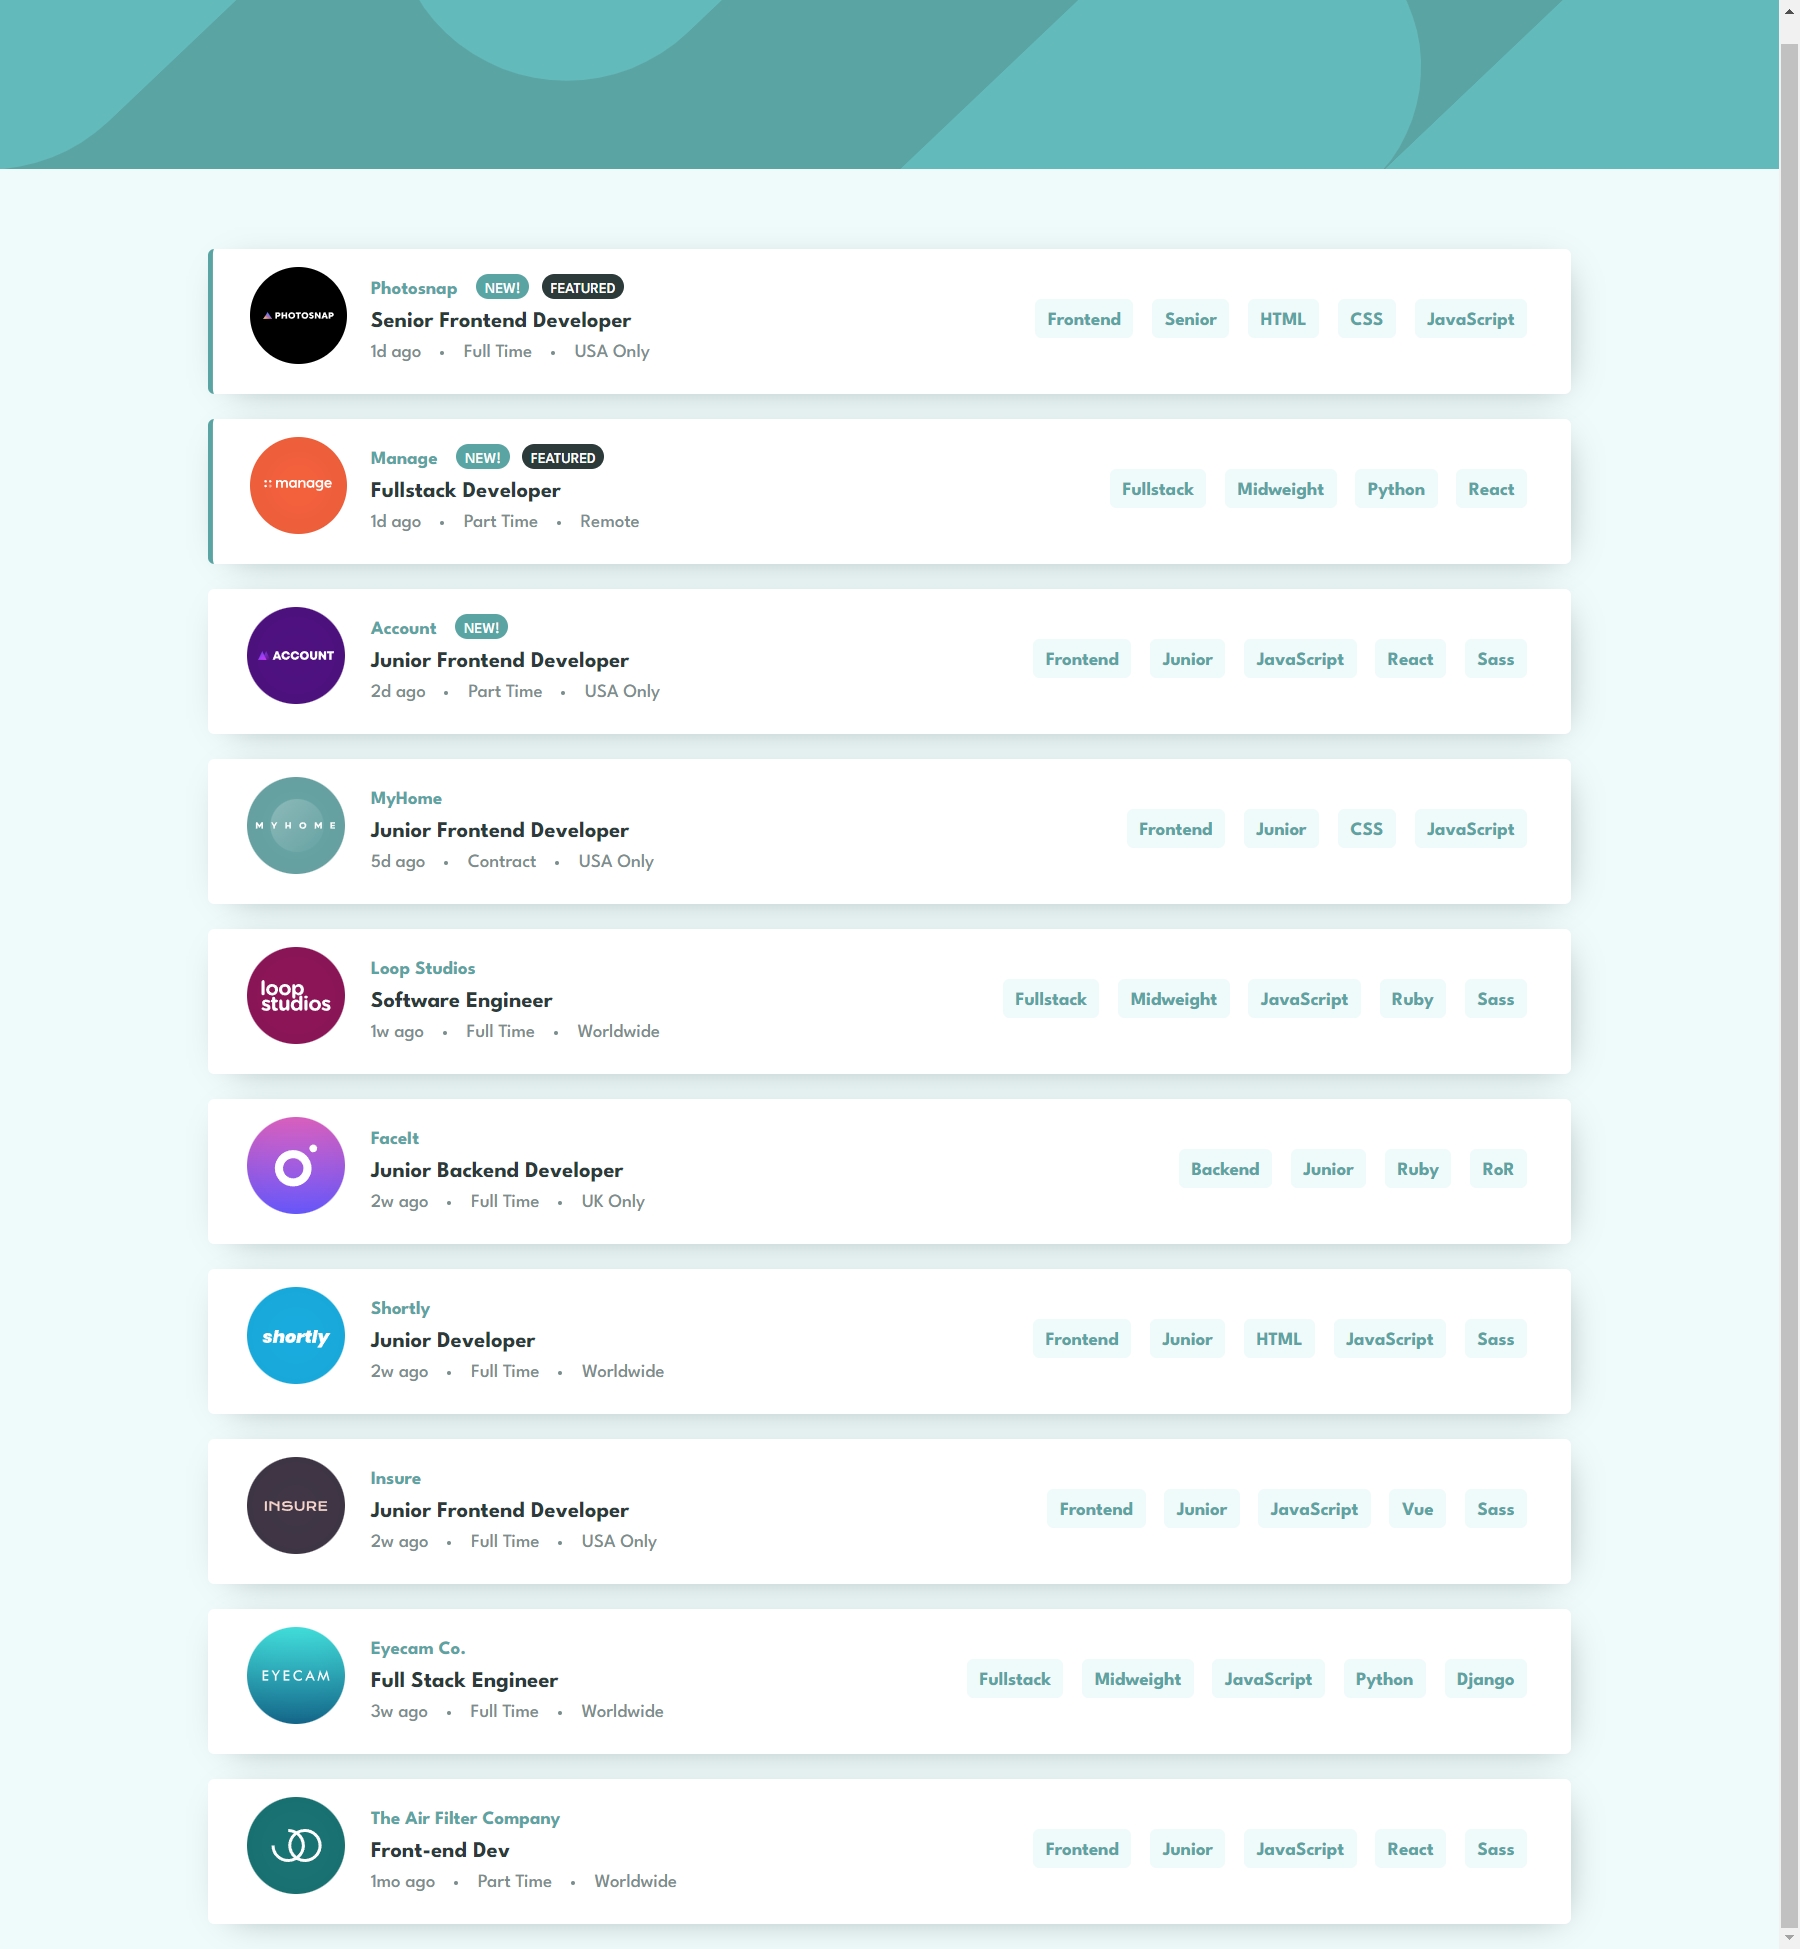 PHOTOSNAP
Photosnap NEW! FEATURED
Senior Frontend Developer
1d ago • Full Time • USA Only
Frontend Senior HTML CSS JavaScript
manage
Manage NEW! FEATURED
Fullstack Developer
1d ago • Part Time • Remote
Fullstack Midweight Python React
ACCOUNT
Account NEW!
Junior Frontend Developer
2d ago • Part Time • USA Only
Frontend Junior JavaScript React Sass
MYHOME
MyHome
Junior Frontend Developer
5d ago • Contract • USA Only
Frontend Junior CSS JavaScript
loop
studios
Loop Studios
Software Engineer
1w ago • Full Time • Worldwide
Fullstack Midweight JavaScript Ruby Sass
FaceIt
Junior Backend Developer
2w ago • Full Time • UK Only
Backend Junior Ruby RoR
shortly
Shortly
Junior Developer
2w ago • Full Time • Worldwide
Frontend Junior HTML JavaScript Sass
INSURE
Insure
Junior Frontend Developer
2w ago • Full Time • USA Only
Frontend Junior JavaScript Vue Sass
EYECAM
Eyecam Co.
Full Stack Engineer
3w ago • Full Time • Worldwide
Fullstack Midweight JavaScript Python Django
The Air Filter Company
Front-end Dev
1mo ago • Part Time • Worldwide
Frontend Junior JavaScript React Sass